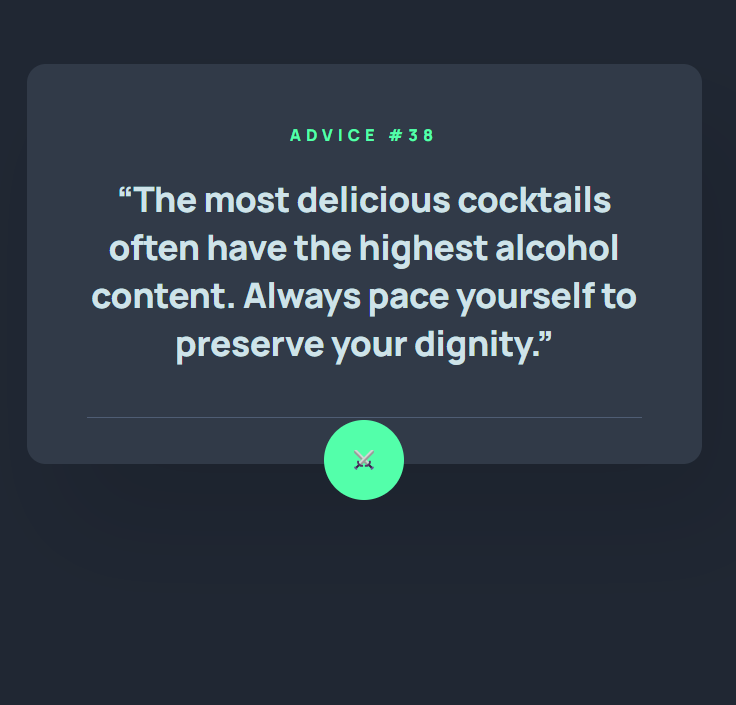 ADVICE #38
“The most delicious cocktails
often have the highest alcohol
content. Always pace yourself to
preserve your dignity.”